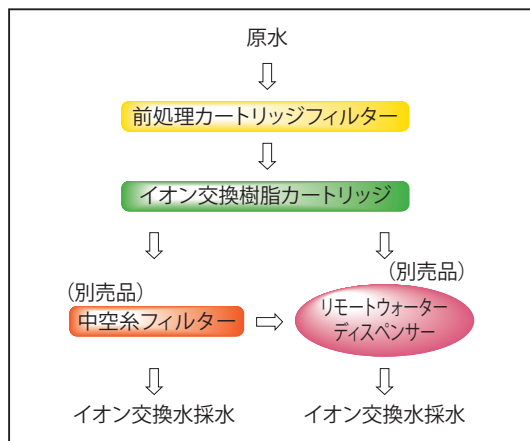 原水
前処理カートリッジフィルター
イオン交換樹脂カートリッジ
(別売品)
(別売品)
中空糸フィルター
リモートウォーター
ディスペンサー
イオン交換水採水
イオン交換水採水